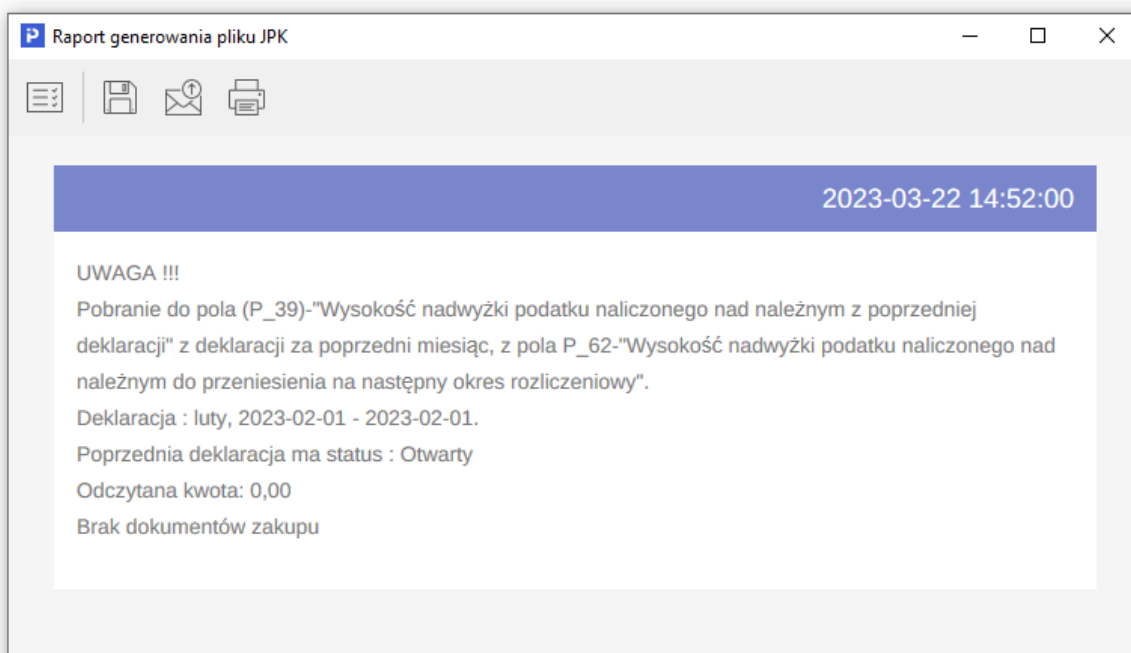 Raport generowania pliku JPK
2023-03-22 14:52:00
UWAGA !!!
Pobranie do pola (P_39)-"Wysokość nadwyżki podatku naliczonego nad należnym z poprzedniej
deklaracji" z deklaracji za poprzedni miesiąc, z pola P_62-"Wysokość nadwyżki podatku naliczonego nad
należnym do przeniesienia na następny okres rozliczeniowy".
Deklaracja : luty, 2023-02-01 - 2023-02-01.
Poprzednia deklaracja ma status : Otwarty
Odczytana kwota: 0,00
Brak dokumentów zakupu